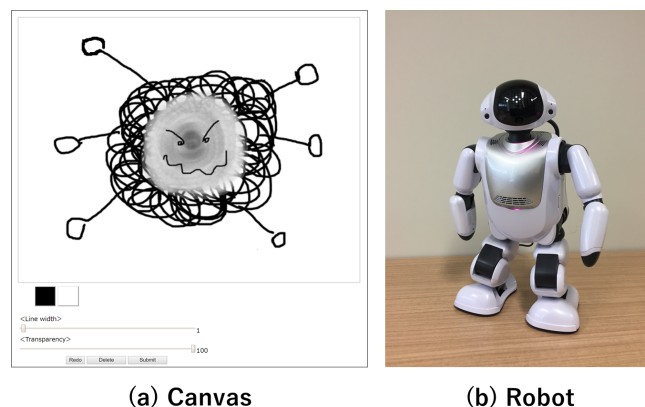 <Line width>
1
<Transparency>
100
Redo Delete Submit
(a) Canvas
(b) Robot